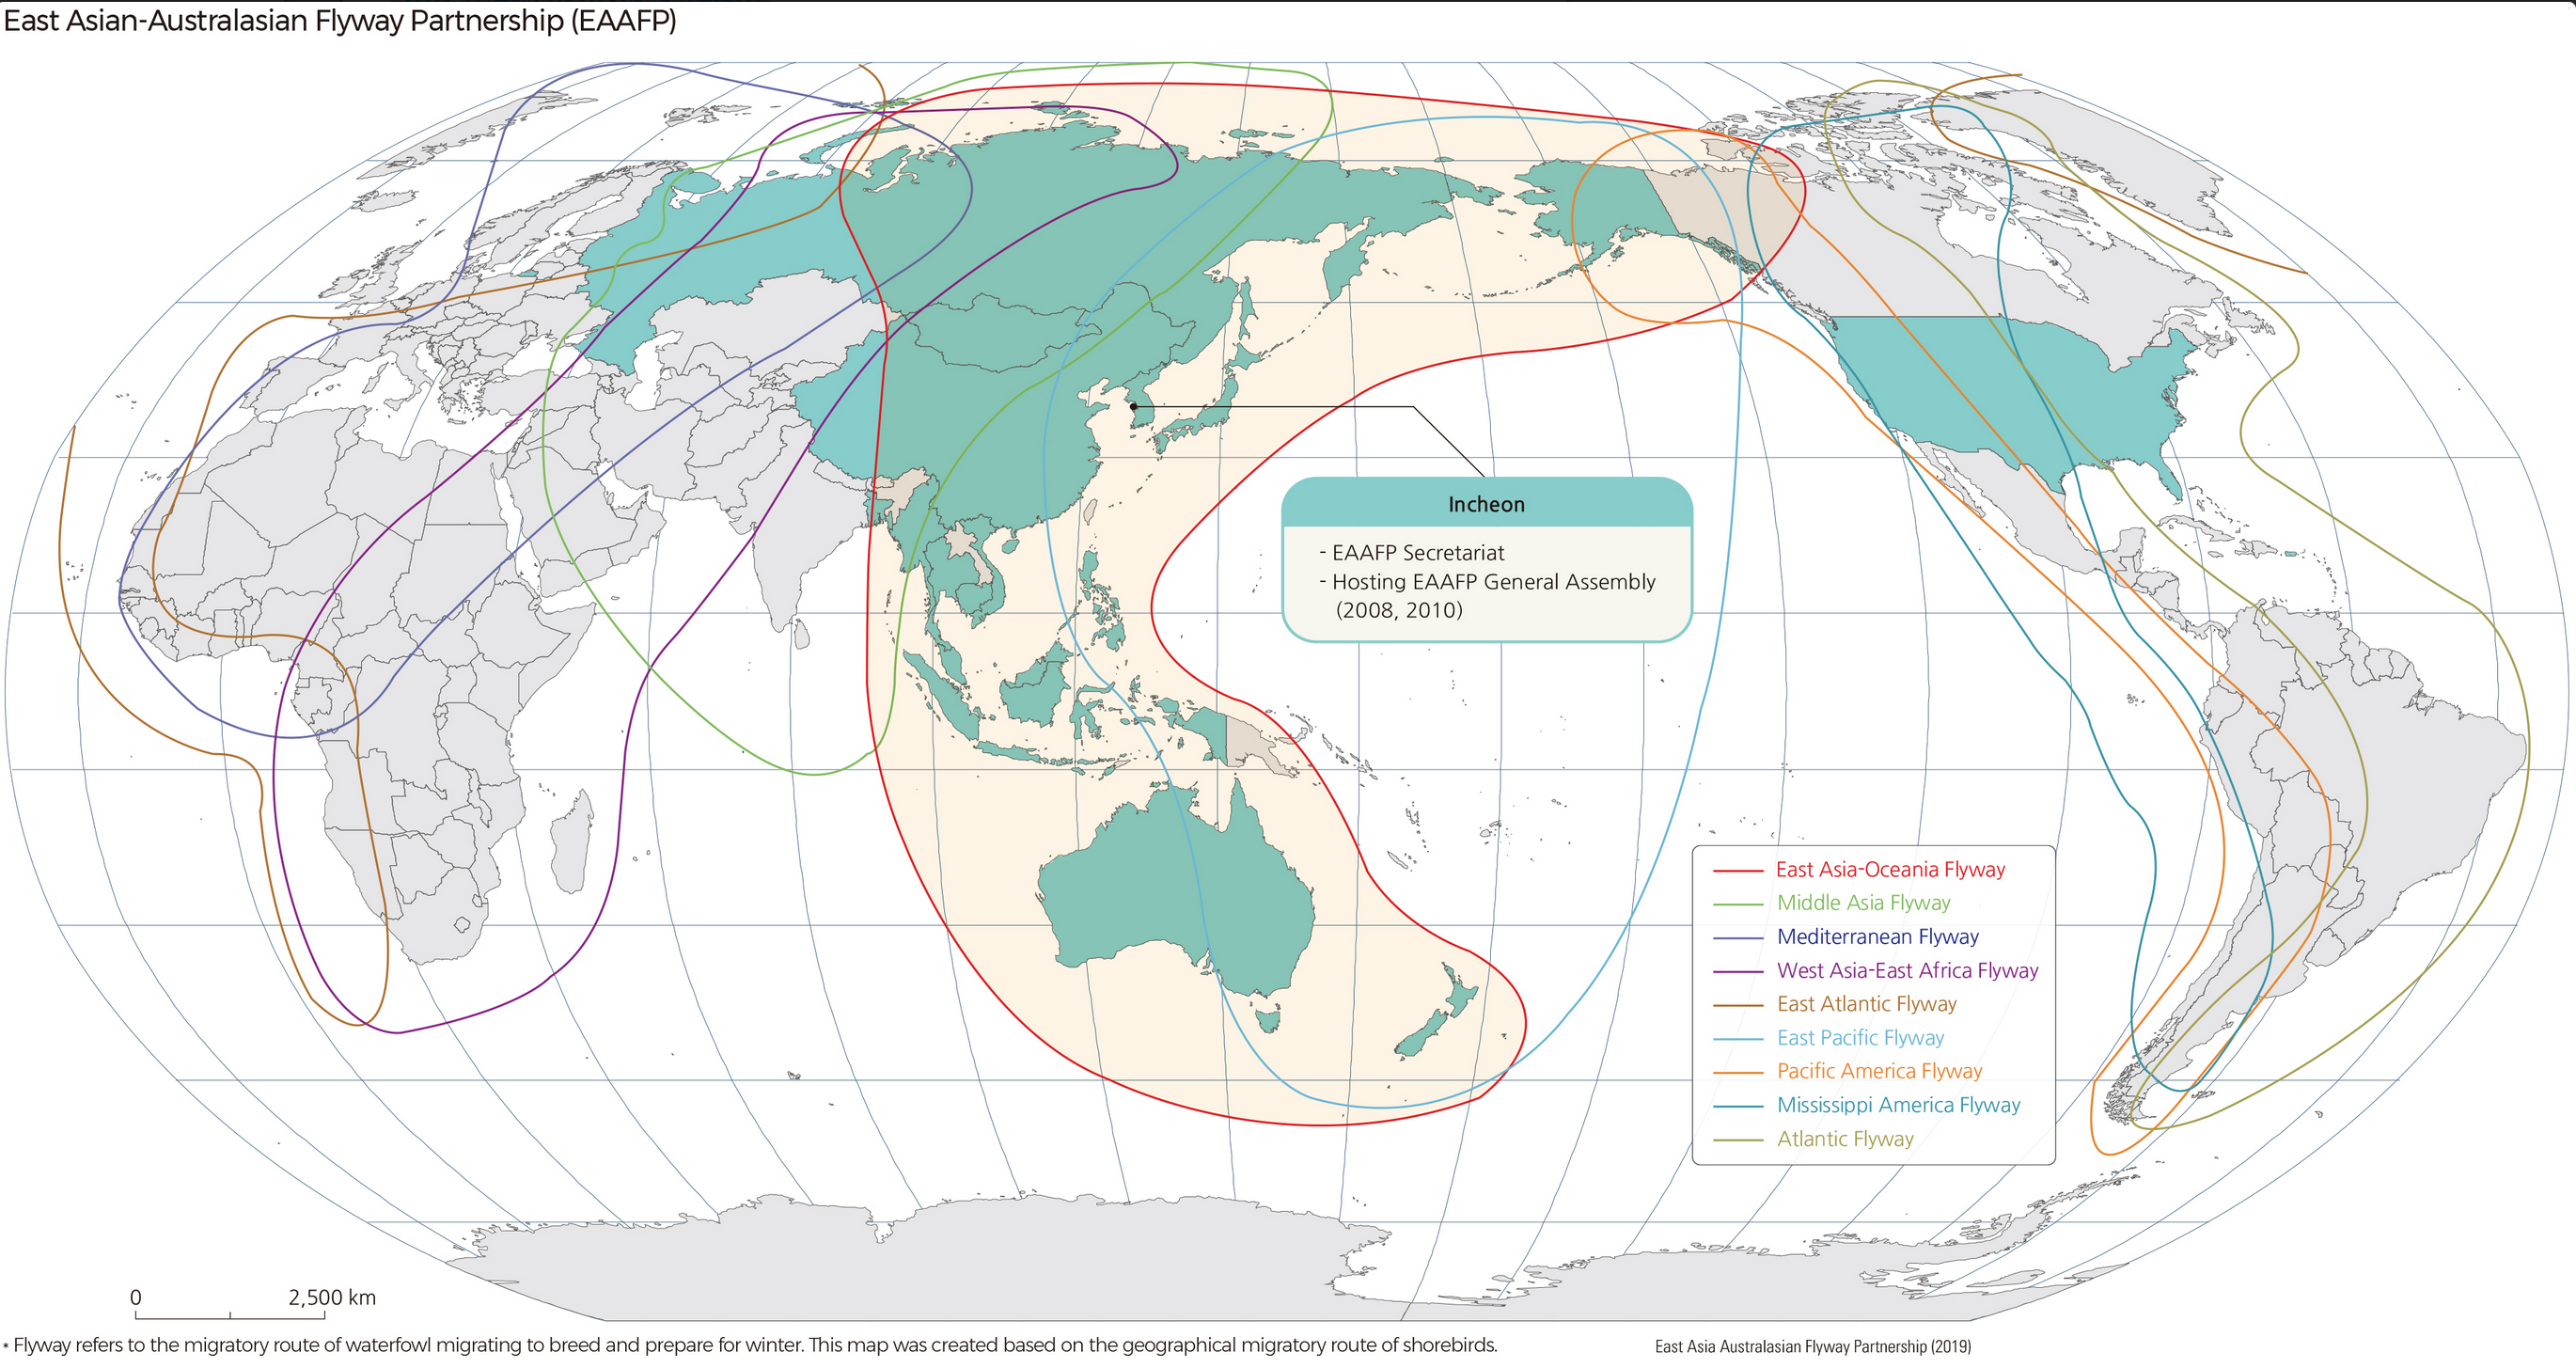 East Asian-Australasian Flyway Partnership (EAAFP)
Incheon
- EAAFP Secretariat
- Hosting EAAFP General Assembly
(2008, 2010)
East Asia-Oceania Flyway
Middle Asia Flyway
Mediterranean Flyway
West Asia-East Africa Flyway
East Atlantic Flyway
East Pacific Flyway
Pacific America Flyway
Mississippi America Flyway
Atlantic Flyway
0 2,500 km
* Flyway refers to the migratory route of waterfowl migrating to breed and prepare for winter. This map was created based on the geographical migratory route of shorebirds.
East Asia Australasian Flyway Partnership (2019)